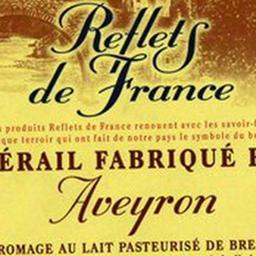 Reflets
de France
produits Reflets de France renouent avec les savoir-
que terroir qui ont fait de notre pays le symbole du
ÉRAIL FABRIQUÉ
Aveyron
ROMAGE AU LAIT PASTEURISÉ DE BRE